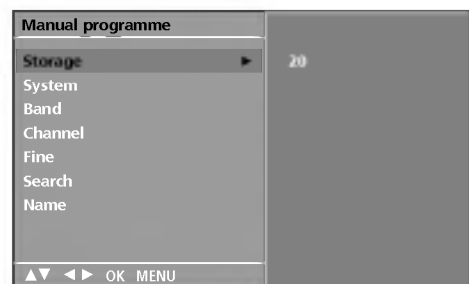 Manual programme
Storage ► 20
System
Band
Channel
Fine
Search
Name
▲▼ ◄► OK MENU